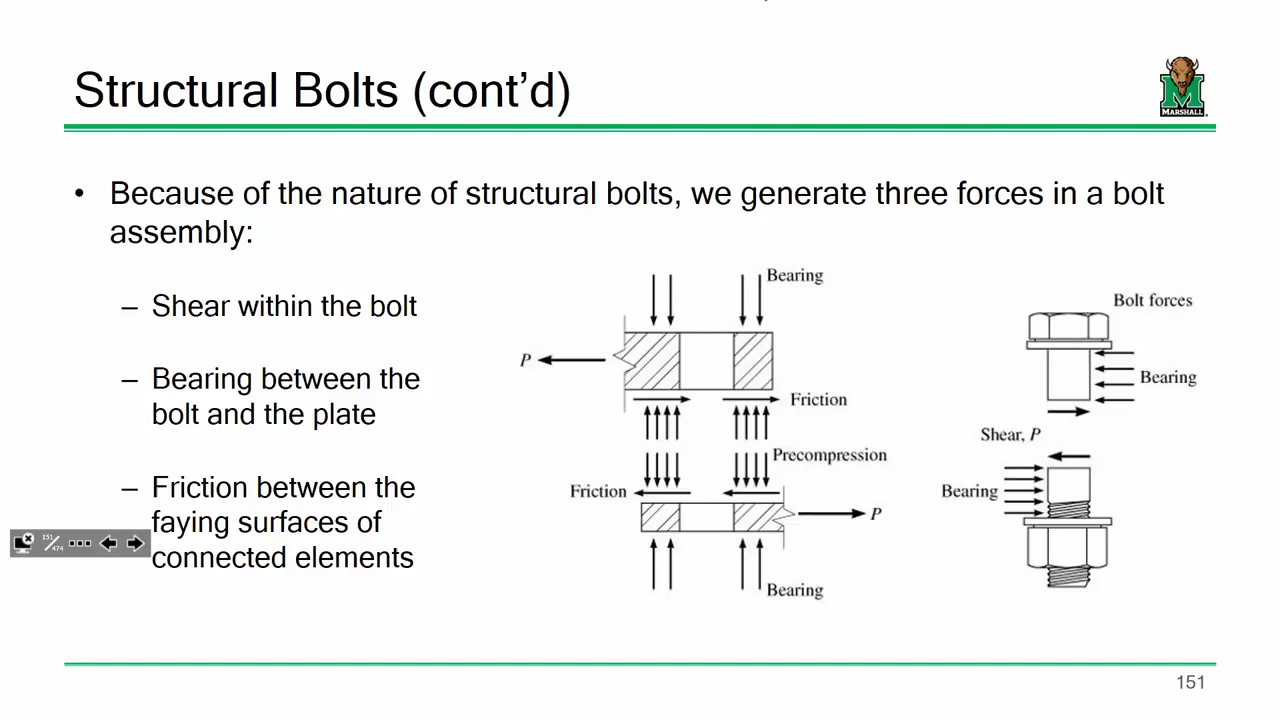 Structural Bolts (cont’d)
MARSHALL
• Because of the nature of structural bolts, we generate three forces in a bolt
assembly:
– Shear within the bolt
– Bearing between the
bolt and the plate
– Friction between the
faying surfaces of
connected elements
Bearing
P
Friction
Precompression
Friction
P
Bearing
Bolt forces
Bearing
Shear, P
Bearing
151/474
151